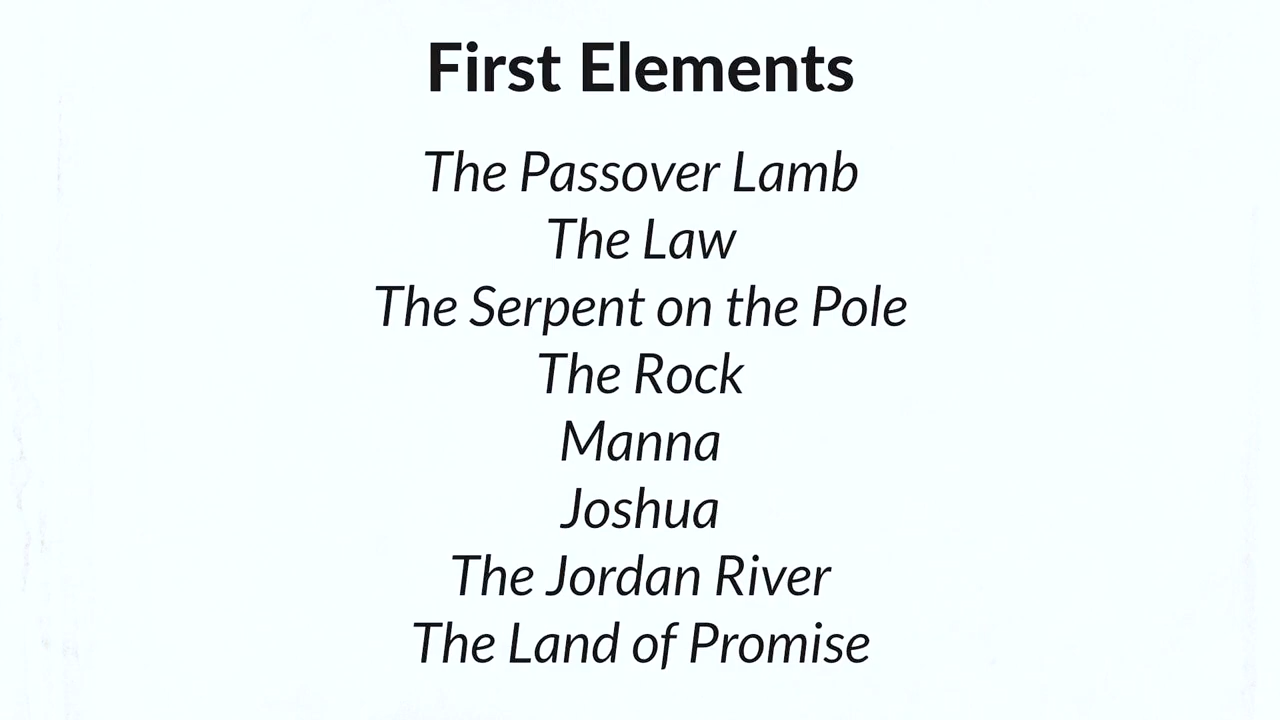 First Elements
The Passover Lamb
The Law
The Serpent on the Pole
The Rock
Manna
Joshua
The Jordan River
The Land of Promise